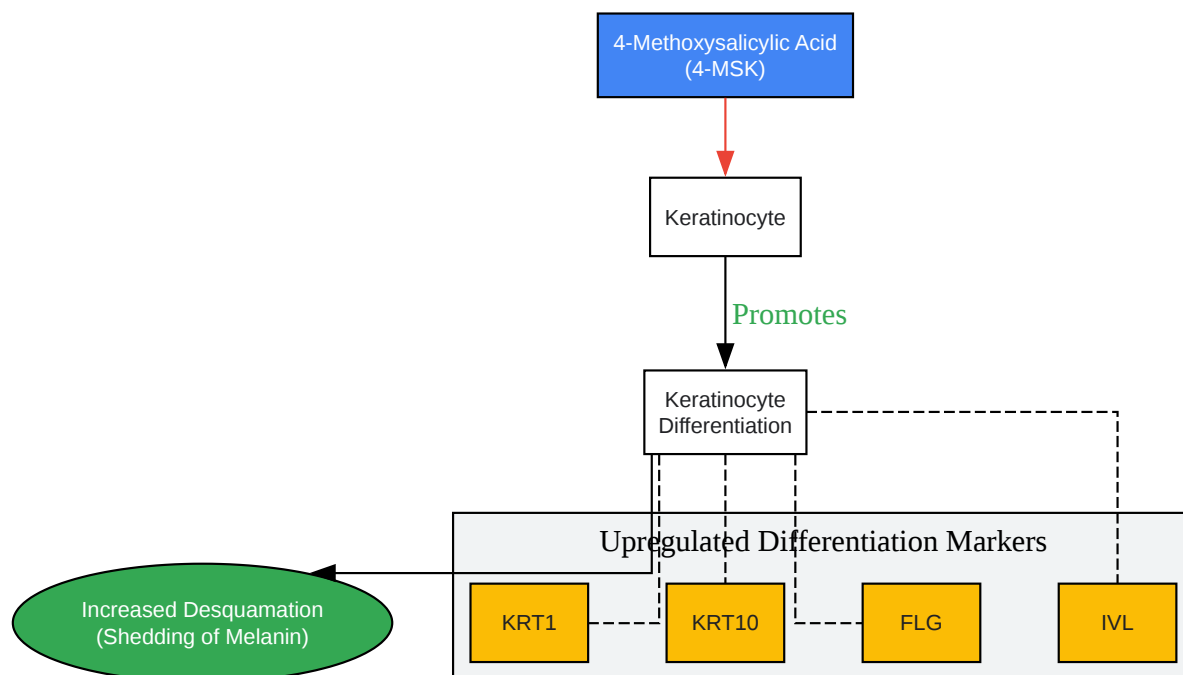 4-Methoxysalicylic Acid
(4-MSK)
Keratinocyte
Promotes
Keratinocyte
Differentiation
Upregulated Differentiation Markers
Increased Desquamation
(Shedding of Melanin)
KRT1
KRT10
FLG
IVL